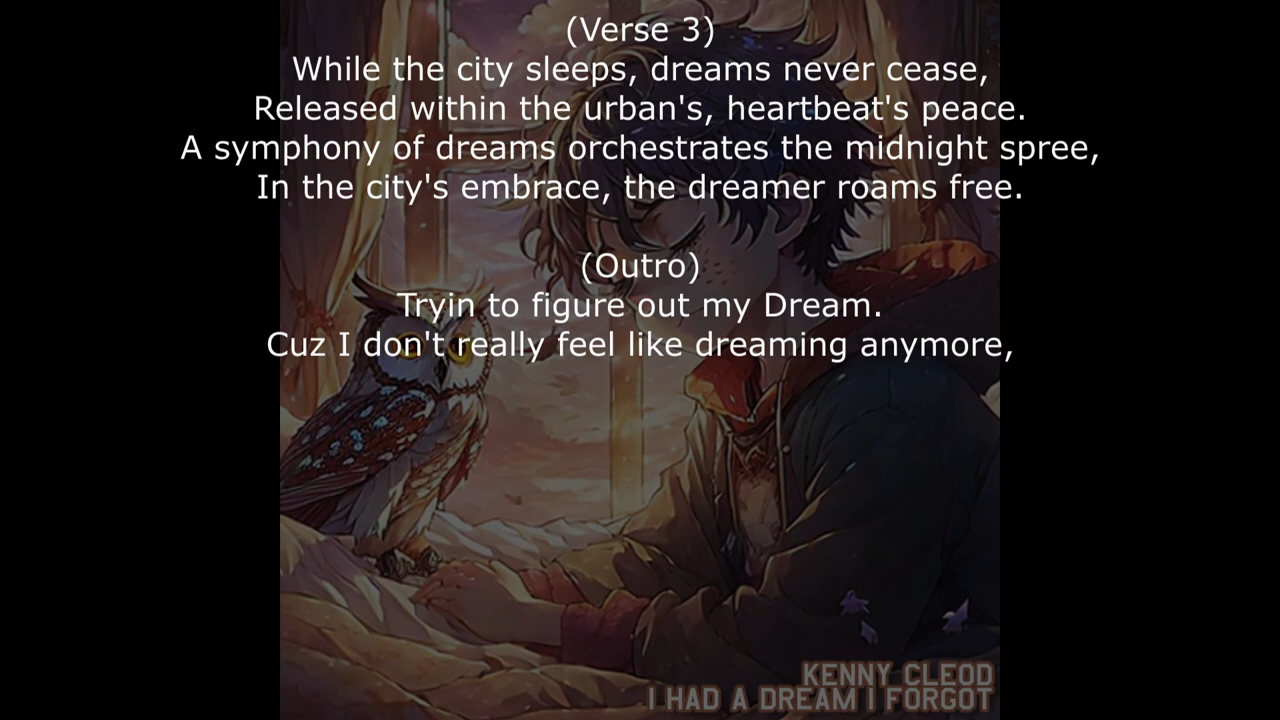 (Verse 3)
While the city sleeps, dreams never cease,
Released within the urban's, heartbeat's peace.
A symphony of dreams orchestrates the midnight spree,
In the city's embrace, the dreamer roams free.
(Outro)
Tryin to figure out my Dream.
Cuz I don't really feel like dreaming anymore,
KENNY CLEOD
I HAD A DREAM I FORGOT